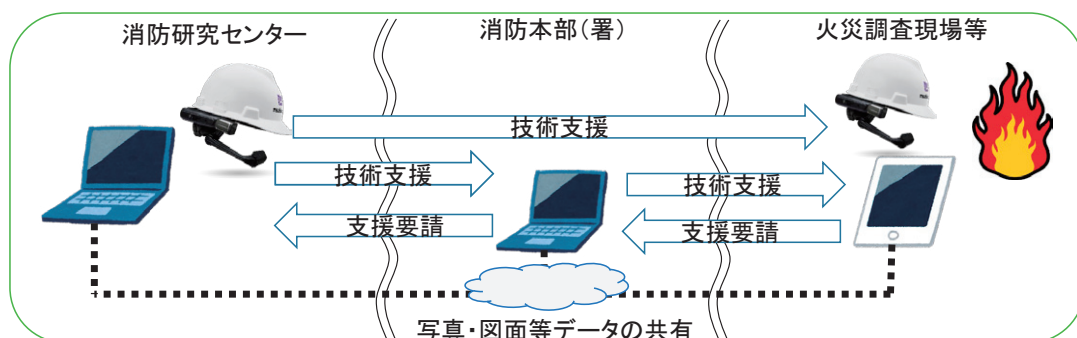 消防研究センター
消防本部(署)
火災調査現場等
技術支援
技術支援
技術支援
支援要請
支援要請
写真・図面等データの共有